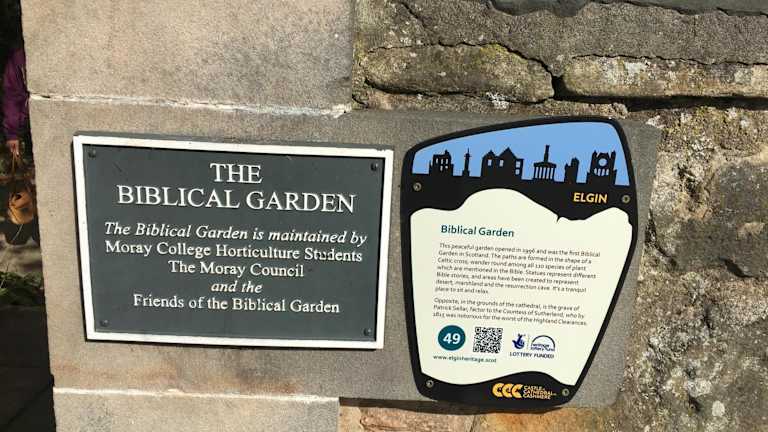 THE
BIBLICAL GARDEN
The Biblical Garden is maintained by
Moray College Horticulture Students
The Moray Council
and the
Friends of the Biblical Garden
ELGIN
Biblical Garden
This peaceful garden opened in 1996 and was the first Biblical
Garden in Scotland. The paths are formed in the shape of a
Celtic cross; wander round among all 110 species of plant
which are mentioned in the Bible. Statues represent different
Bible stories, and areas have been created to represent
desert, marshland and the resurrection cave. It's a tranquil
place to sit and relax.
Opposite, in the grounds of the cathedral, is the grave of
Patrick Sellar, factor to the Countess of Sutherland, who by
1815 was notorious for the worst of the Highland Clearances.
49
www.elginheritage.scot
heritage
lottery fund
LOTTERY FUNDED
CCC CASTLE TO
CATHEDRAL TO
CASHMERE